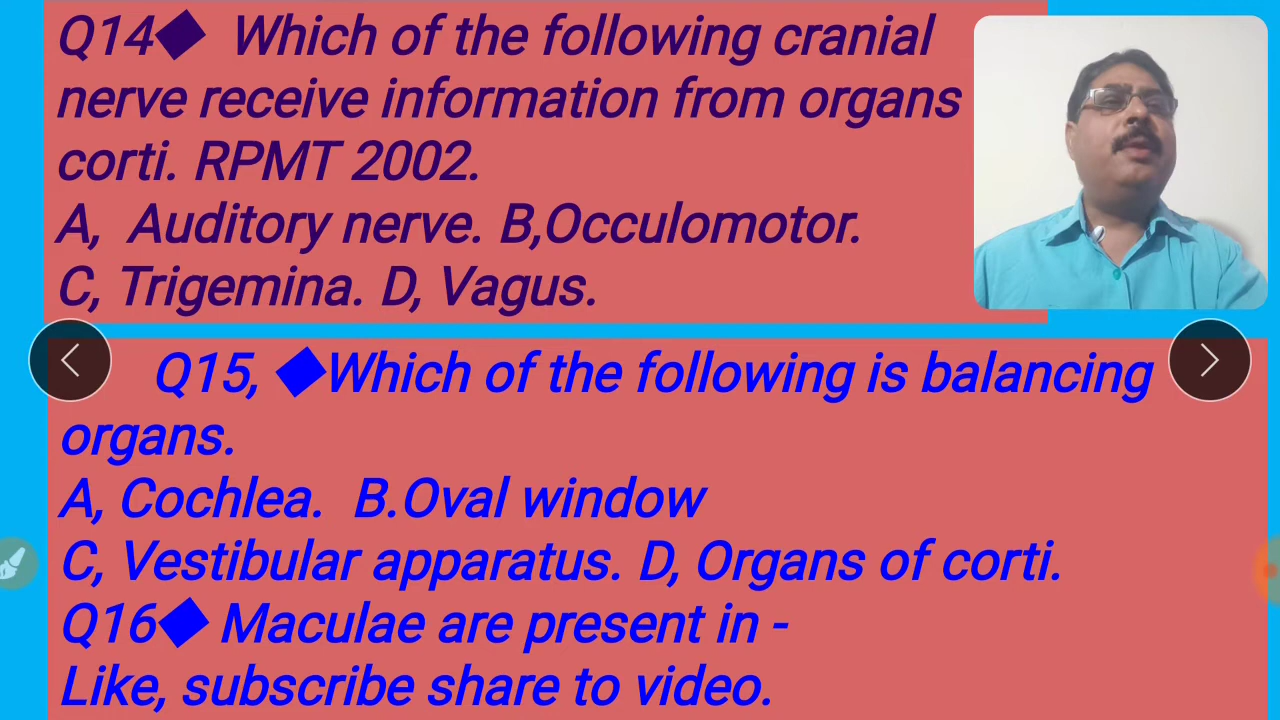 Q14◆ Which of the following cranial
nerve receive information from organs
corti. RPMT 2002.
A, Auditory nerve. B,Occulomotor.
C, Trigemina. D, Vagus.
Q15, ◆Which of the following is balancing
organs.
A, Cochlea. B.Oval window
C, Vestibular apparatus. D, Organs of corti.
Q16◆ Maculae are present in -
Like, subscribe share to video.